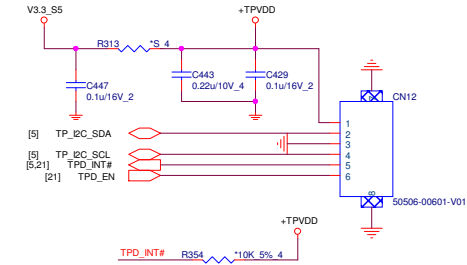 V3.3_S5
+TPVDD
R313
*S_4
C447
0.1u/16V_2
C443
0.22u/10V_4
C429
0.1u/16V_2
CN12
7
1
2
3
4
5
6
8
50506-00601-V01
[5] TP_I2C_SDA
[5] TP_I2C_SCL
[5,21] TPD_INT#
[21] TPD_EN
+TPVDD
TPD_INT#
R354
*10K_5%_4